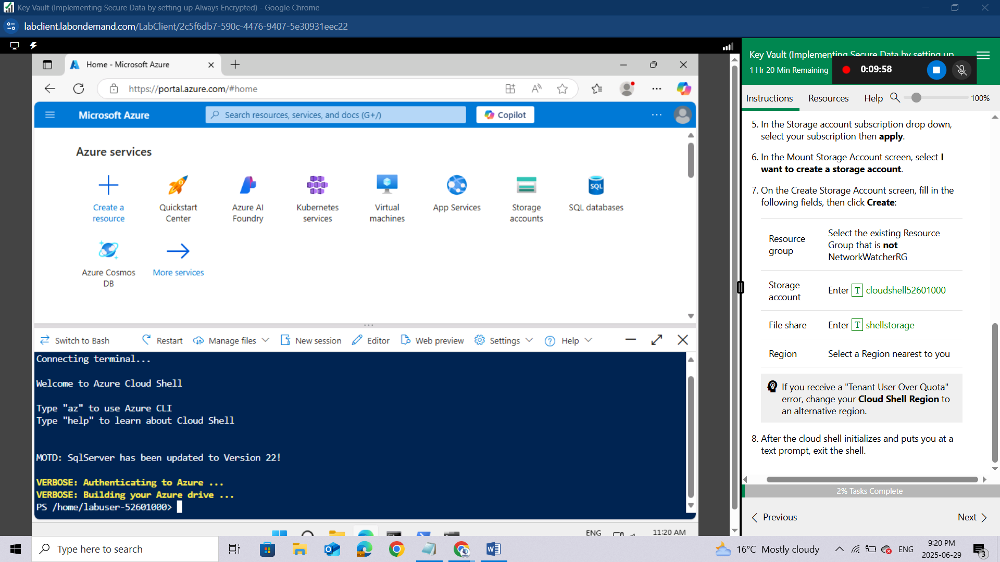 Key Vault (Implementing Secure Data by setting up Always Encrypted) - Google Chrome
labclient.labondemand.com/LabClient/2c5f6db7-590c-4476-9407-5e30931eec22
Home - Microsoft Azure
https://portal.azure.com/#home
Microsoft Azure
Search resources, services, and docs (G+/)
Copilot
Azure services
Create a resource
Quickstart Center
Azure AI Foundry
Kubernetes services
Virtual machines
App Services
Storage accounts
SQL databases
Azure Cosmos DB
More services
Switch to Bash
Restart
Manage files
New session
Editor
Web preview
Settings
Help
Connecting terminal...
Welcome to Azure Cloud Shell
Type "az" to use Azure CLI
Type "help" to learn about Cloud Shell
MOTD: SqlServer has been updated to Version 22!
VERBOSE: Authenticating to Azure ...
VERBOSE: Building your Azure drive ...
PS /home/labuser-52601000>
ENG
11:20 AM
Key Vault (Implementing Secure Data by setting up
1 Hr 20 Min Remaining
0:09:58
Instructions
Resources
Help
100%
5. In the Storage account subscription drop down,
select your subscription then apply.
6. In the Mount Storage Account screen, select I
want to create a storage account.
7. On the Create Storage Account screen, fill in the
following fields, then click Create:
Resource group
Select the existing Resource
Group that is not
NetworkWatcherRG
Storage account
Enter T cloudshell52601000
File share
Enter T shellstorage
Region
Select a Region nearest to you
If you receive a "Tenant User Over Quota"
error, change your Cloud Shell Region to
an alternative region.
8. After the cloud shell initializes and puts you at a
text prompt, exit the shell.
2% Tasks Complete
Previous
Next
Type here to search
16°C Mostly cloudy
ENG
9:20 PM
2025-06-29
3